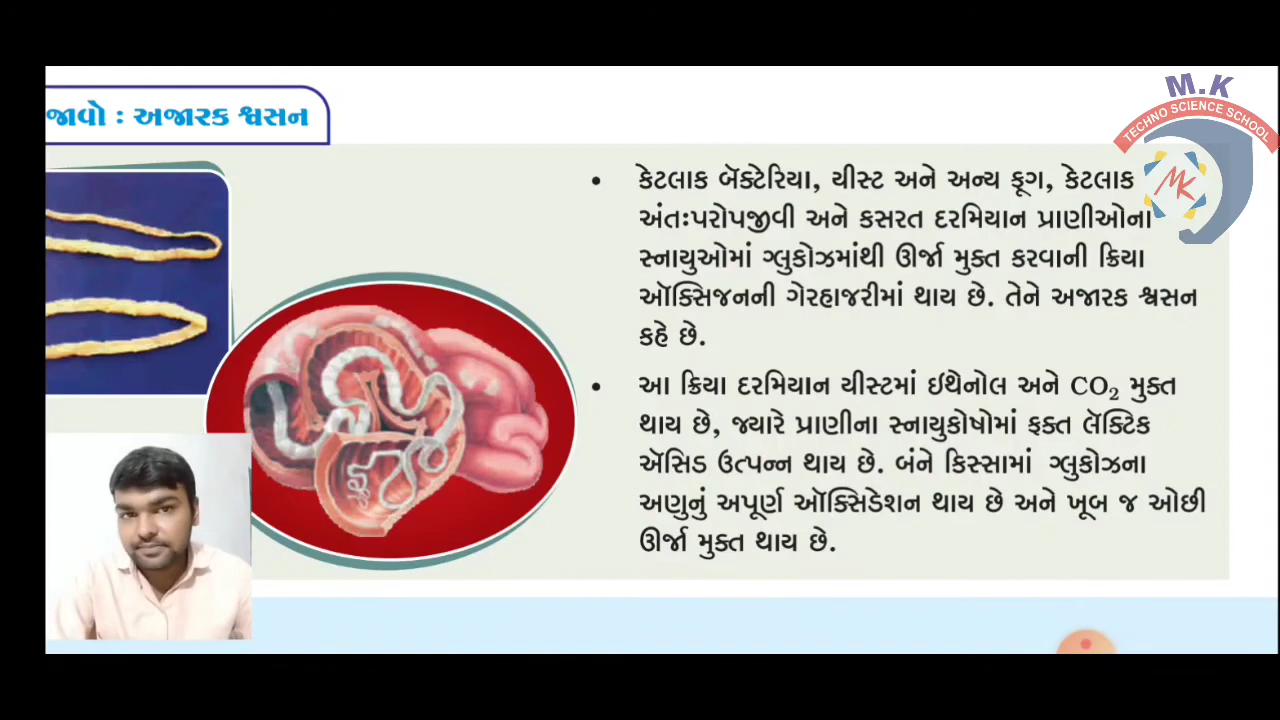 જાવો : અજારક શ્વસન
M.K
TECHNO SCIENCE SCHOOL
MK
• કેટલાક બૅક્ટેરિયા, યીસ્ટ અને અન્ય ફૂગ, કેટલાક
અંતઃપરોપજીવી અને કસરત દરમિયાન પ્રાણીઓના
સ્નાયુઓમાં ગ્લુકોઝમાંથી ઊર્જા મુક્ત કરવાની ક્રિયા
ઑક્સિજનની ગેરહાજરીમાં થાય છે. તેને અજારક શ્વસન
કહે છે.
• આ ક્રિયા દરમિયાન યીસ્ટમાં ઇથેનોલ અને CO₂ મુક્ત
થાય છે, જ્યારે પ્રાણીના સ્નાયુકોષોમાં ફક્ત લૅક્ટિક
ઍસિડ ઉત્પન્ન થાય છે. બંને કિસ્સામાં ગ્લુકોઝના
અણુનું અપૂર્ણ ઑક્સિડેશન થાય છે અને ખૂબ જ ઓછી
ઊર્જા મુક્ત થાય છે.